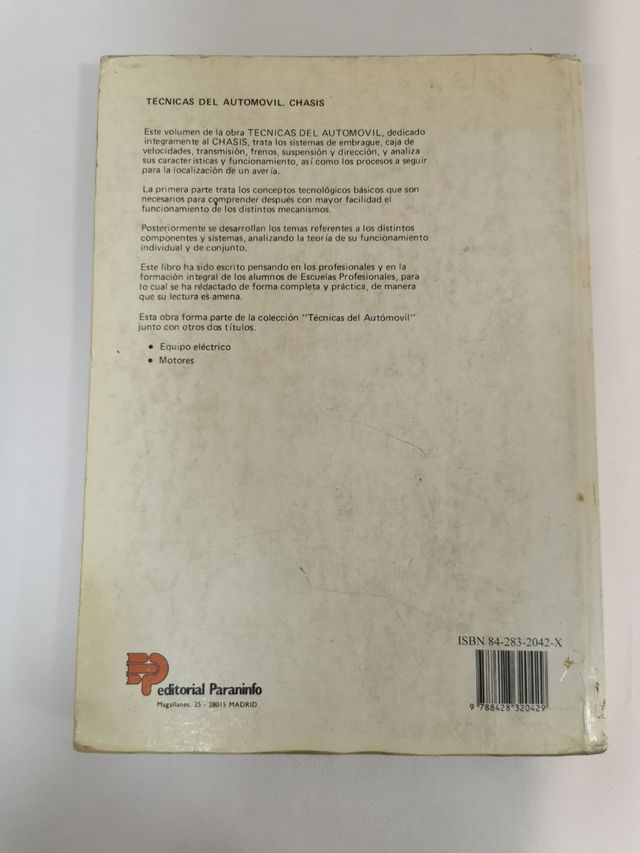 TECNICAS DEL AUTOMOVIL. CHASIS
Este volumen de la obra TECNICAS DEL AUTOMOVIL, dedicado
íntegramente al CHASIS, trata los sistemas de embrague, caja de
velocidades, transmisión, frenos, suspensión y dirección, y analiza
sus características y funcionamiento, así como los procesos a seguir
para la localización de un avería.
La primera parte trata los conceptos tecnológicos básicos que son
necesarios para comprender después con mayor facilidad el
funcionamiento de los distintos mecanismos.
Posteriormente se desarrollan los temas referentes a los distintos
componentes y sistemas, analizando la teoría de su funcionamiento
individual y de conjunto.
Este libro ha sido escrito pensando en los profesionales y en la
formación integral de los alumnos de Escuelas Profesionales, para
lo cual se ha redactado de forma completa y práctica, de manera
que su lectura es amena.
Esta obra forma parte de la colección "Técnicas del Autómovil"
junto con otros dos títulos.
• Equipo eléctrico
• Motores
ISBN 84-283-2042-X
editorial Paraninfo
Magallanes, 25 - 28015 MADRID
9 788428 320429